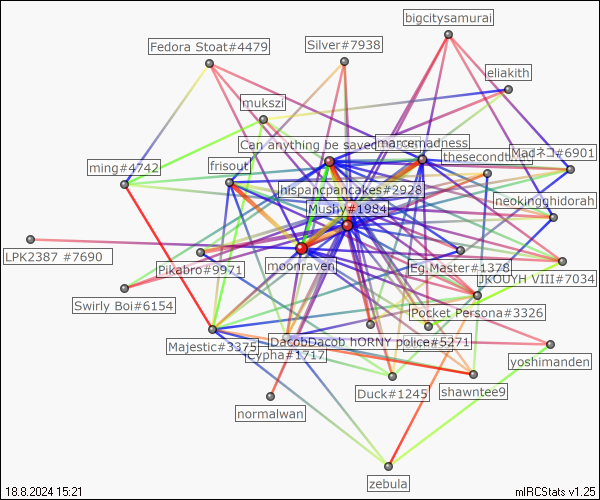 bigcitysamurai
Fedora Stoat#4479
Silver#7938
eliakith
mukszi
Can anything be saved
marcemadness
thesecondtun
Madネコ#6901
ming#4742
frisout
hispancpancakes#2928
neokingghidorah
Mushy#1984
LPK2387 #7690
Pikabro#9971
moonraven
Eg.Master#1378
JKOUYH VIII#7034
Swirly Boi#6154
Pocket Persona#3326
Majestic#3375
DacobDacob hORNY police#5271
Cypha#1717
yoshimanden
Duck#1245
shawntee9
normalwan
zebula
18.8.2024 15:21
mIRCStats v1.25